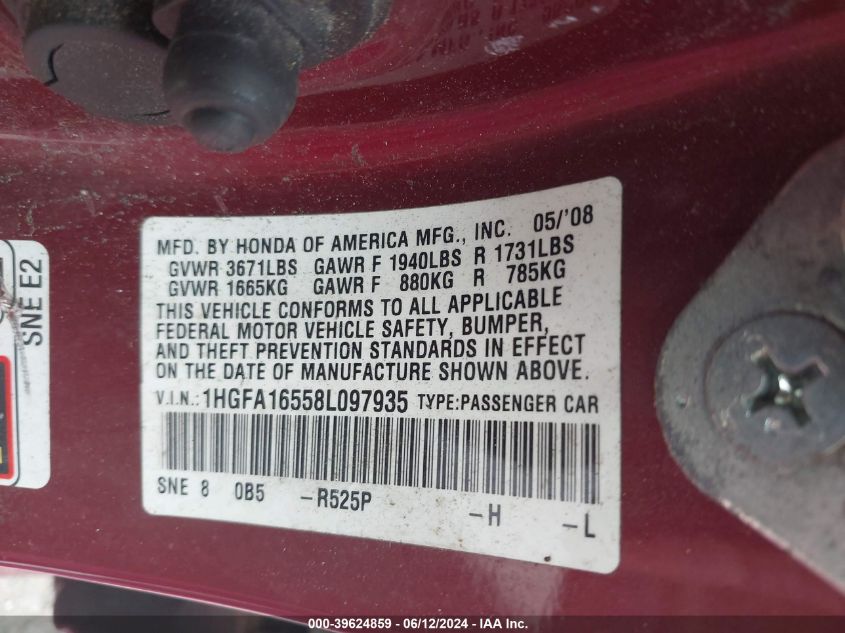 MFD. BY HONDA OF AMERICA MFG., INC. 05/'08
GVWR 3671LBS GAWR F 1940LBS R 1731LBS
GVWR 1665KG GAWR F 880KG R 785KG
THIS VEHICLE CONFORMS TO ALL APPLICABLE
FEDERAL MOTOR VEHICLE SAFETY, BUMPER,
AND THEFT PREVENTION STANDARDS IN EFFECT
ON THE DATE OF MANUFACTURE SHOWN ABOVE.
V.I.N.: 1HGFA16558L097935 TYPE:PASSENGER CAR
SNE 8 0B5 -R525P -H -L
SNE E2
000-39624859 - 06/12/2024 - IAA Inc.